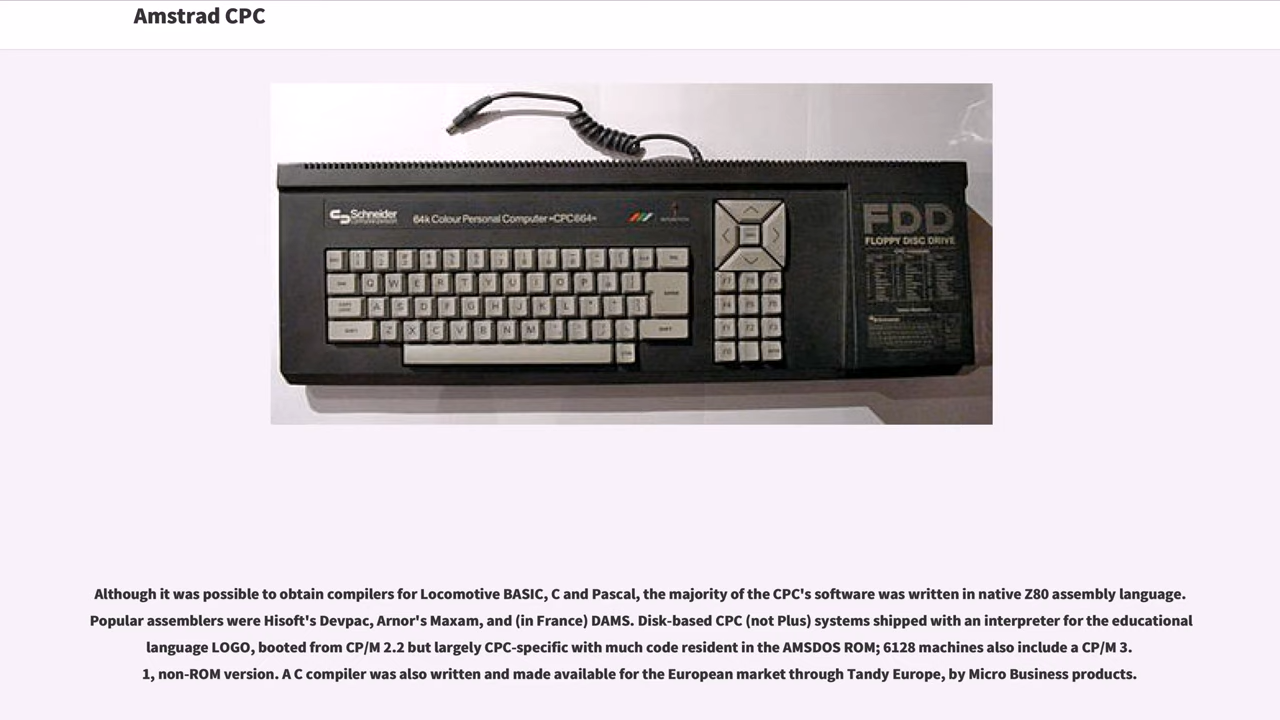 Amstrad CPC
Schneider
64k Colour Personal Computer «CPC664»
FDD
FLOPPY DISC DRIVE
Q W E R T Y U I O P
A S D F G H J K L
Z X C V B N M
Although it was possible to obtain compilers for Locomotive BASIC, C and Pascal, the majority of the CPC's software was written in native Z80 assembly language.
Popular assemblers were Hisoft's Devpac, Arnor's Maxam, and (in France) DAMS. Disk-based CPC (not Plus) systems shipped with an interpreter for the educational
language LOGO, booted from CP/M 2.2 but largely CPC-specific with much code resident in the AMSDOS ROM; 6128 machines also include a CP/M 3.
1, non-ROM version. A C compiler was also written and made available for the European market through Tandy Europe, by Micro Business products.